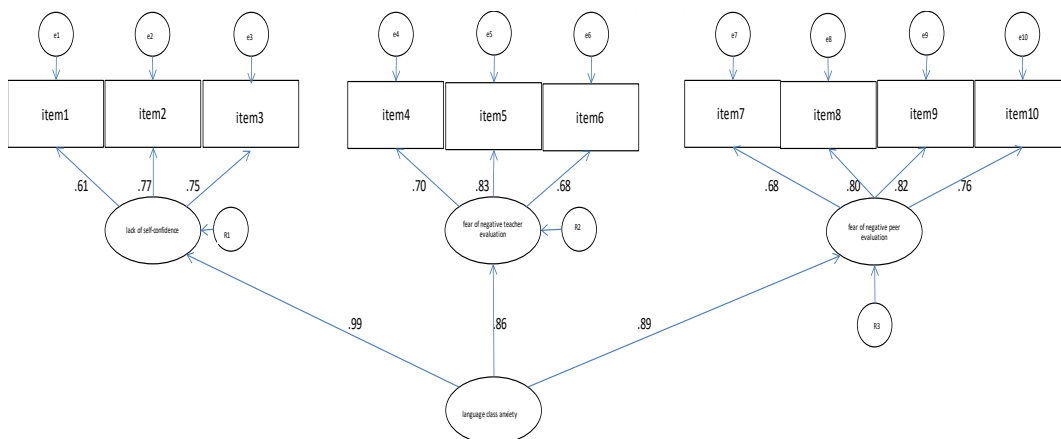 e1 e2 e3 e4 e5 e6 e7 e8 e9 e10
item1 item2 item3 item4 item5 item6 item7 item8 item9 item10
.61 .77 .75 .70 .83 .68 .68 .80 .82 .76
lack of self-confidence
R1
fear of negative teacher
evaluation
R2
fear of negative peer
evaluation
R3
.99 .86 .89
language class anxiety